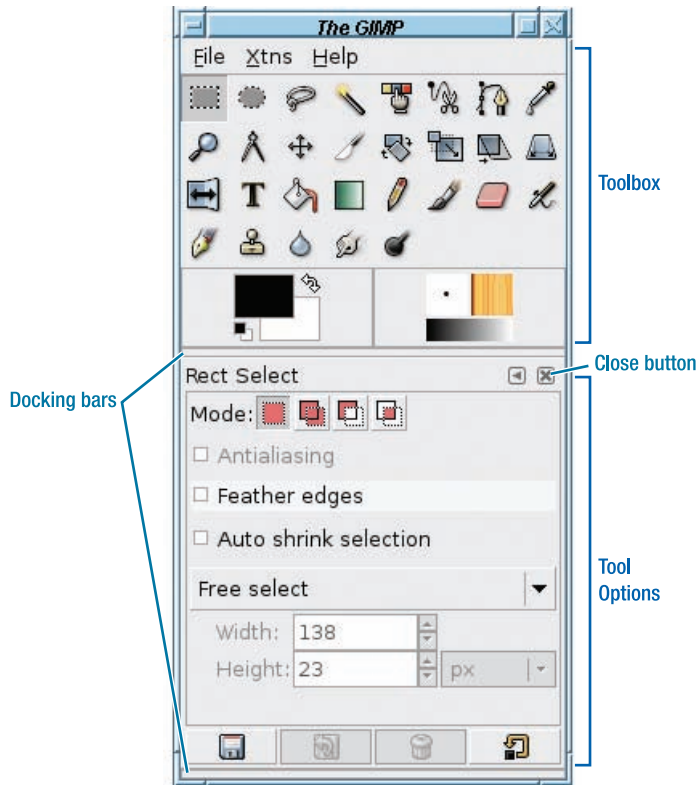 The GIMP
File Xtns Help
T
Toolbox
Close button
Docking bars
Rect Select
Mode:
Antialiasing
Feather edges
Auto shrink selection
Free select
Tool
Options
Width: 138
Height: 23 px